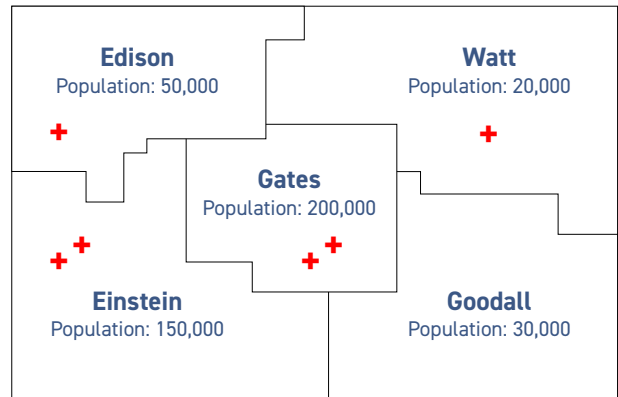 Edison
Population: 50,000
Watt
Population: 20,000
Gates
Population: 200,000
Einstein
Population: 150,000
Goodall
Population: 30,000